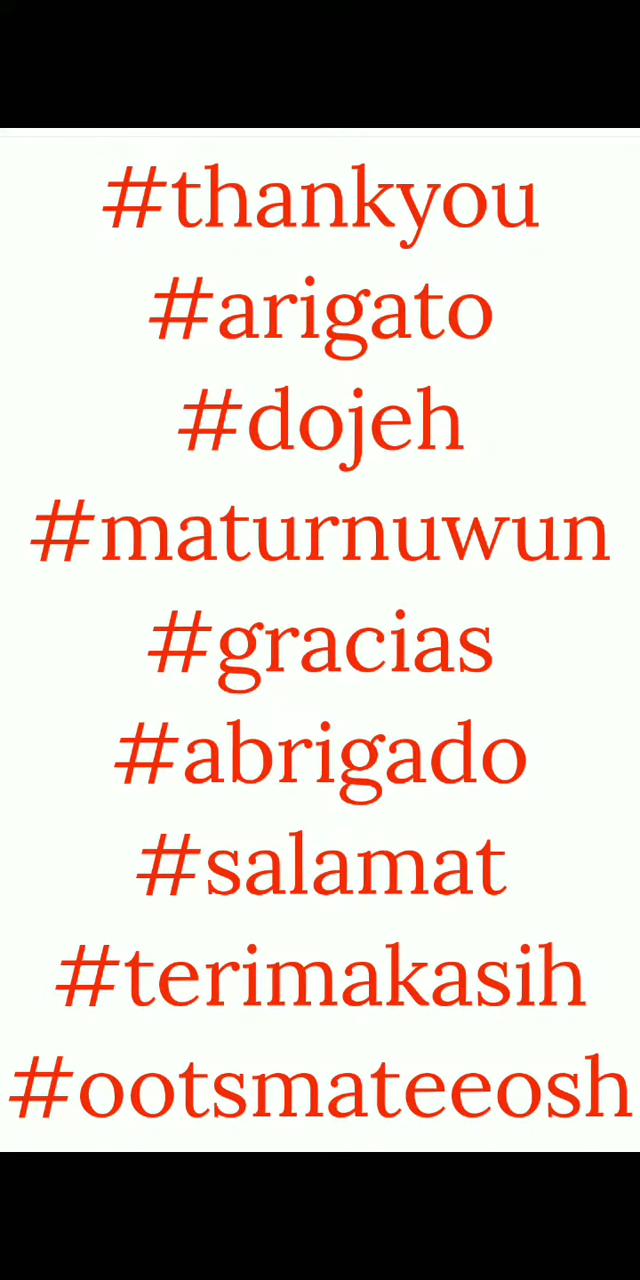 #thankyou
#arigato
#dojeh
#maturnuwun
#gracias
#abrigado
#salamat
#terimakasih
#ootsmateeosh